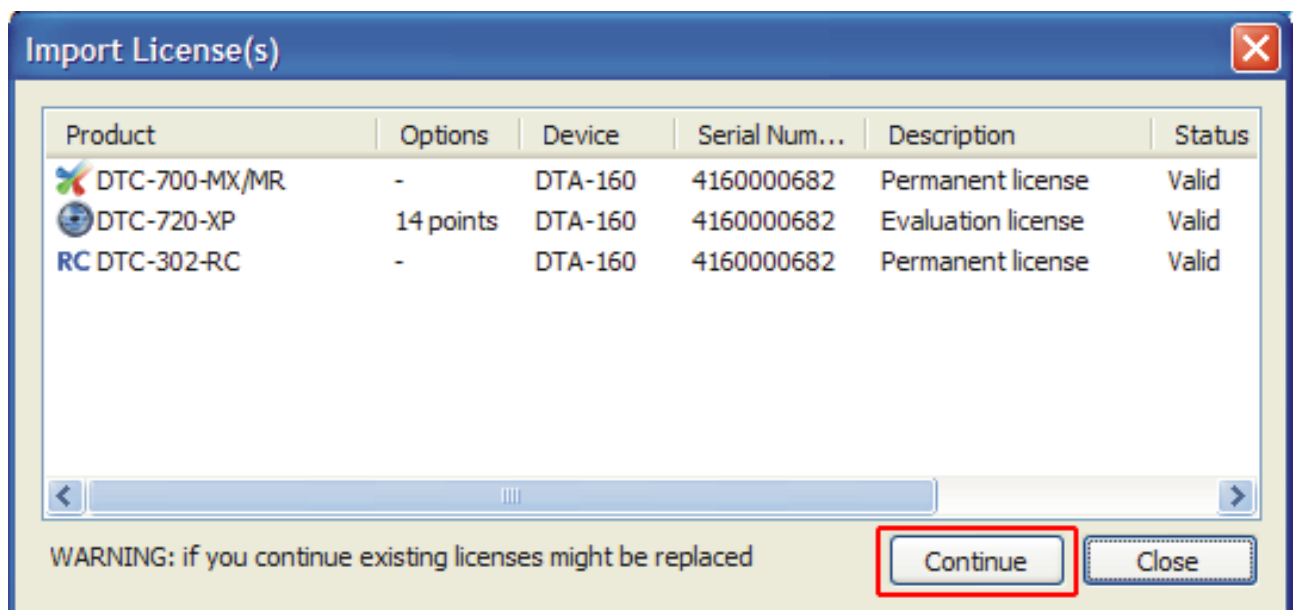 Import License(s)
Product Options Device Serial Num... Description Status
DTC-700-MX/MR - DTA-160 4160000682 Permanent license Valid
DTC-720-XP 14 points DTA-160 4160000682 Evaluation license Valid
RC DTC-302-RC - DTA-160 4160000682 Permanent license Valid
WARNING: if you continue existing licenses might be replaced Continue Close